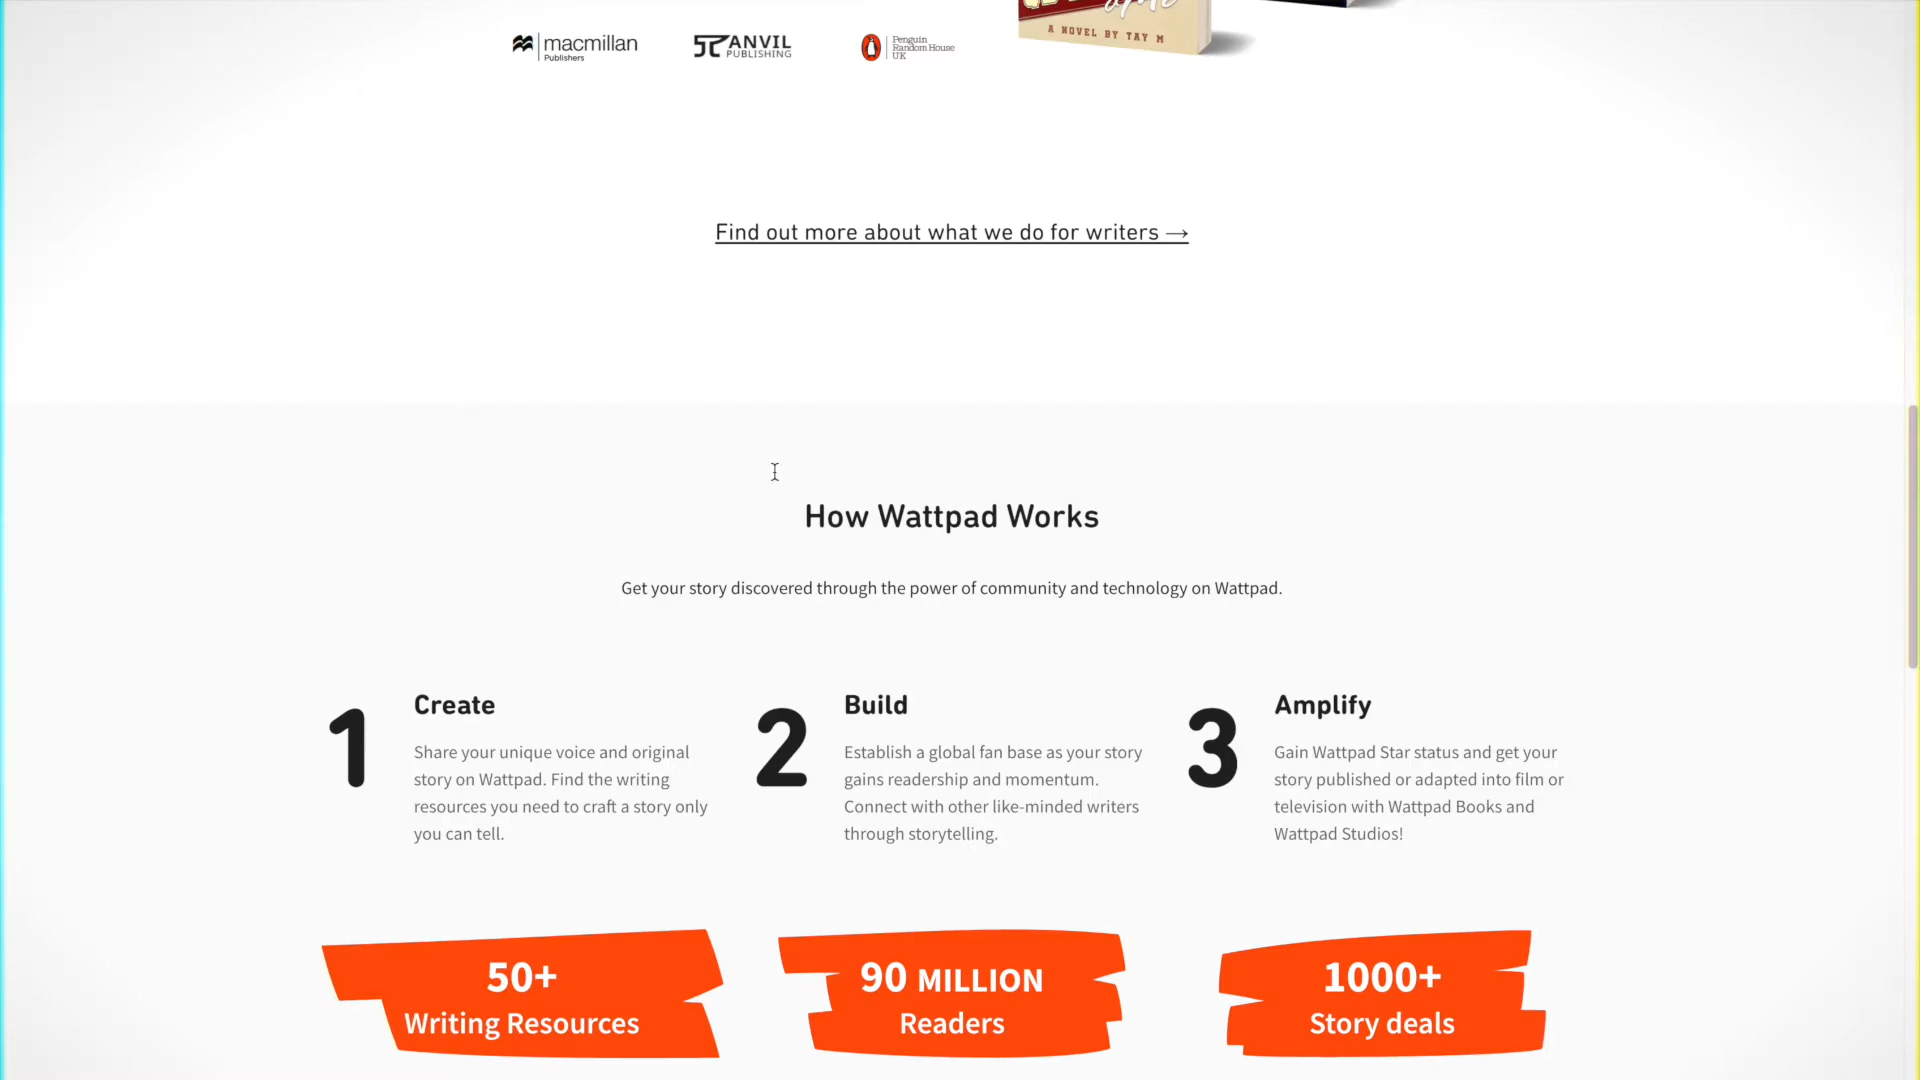 macmillan
Publishers
ANVIL
PUBLISHING
Penguin
Random House
UK
A NOVEL BY TAY M
Find out more about what we do for writers →
How Wattpad Works
Get your story discovered through the power of community and technology on Wattpad.
1
Create
Share your unique voice and original
story on Wattpad. Find the writing
resources you need to craft a story only
you can tell.
2
Build
Establish a global fan base as your story
gains readership and momentum.
Connect with other like-minded writers
through storytelling.
3
Amplify
Gain Wattpad Star status and get your
story published or adapted into film or
television with Wattpad Books and
Wattpad Studios!
50+
Writing Resources
90 MILLION
Readers
1000+
Story deals